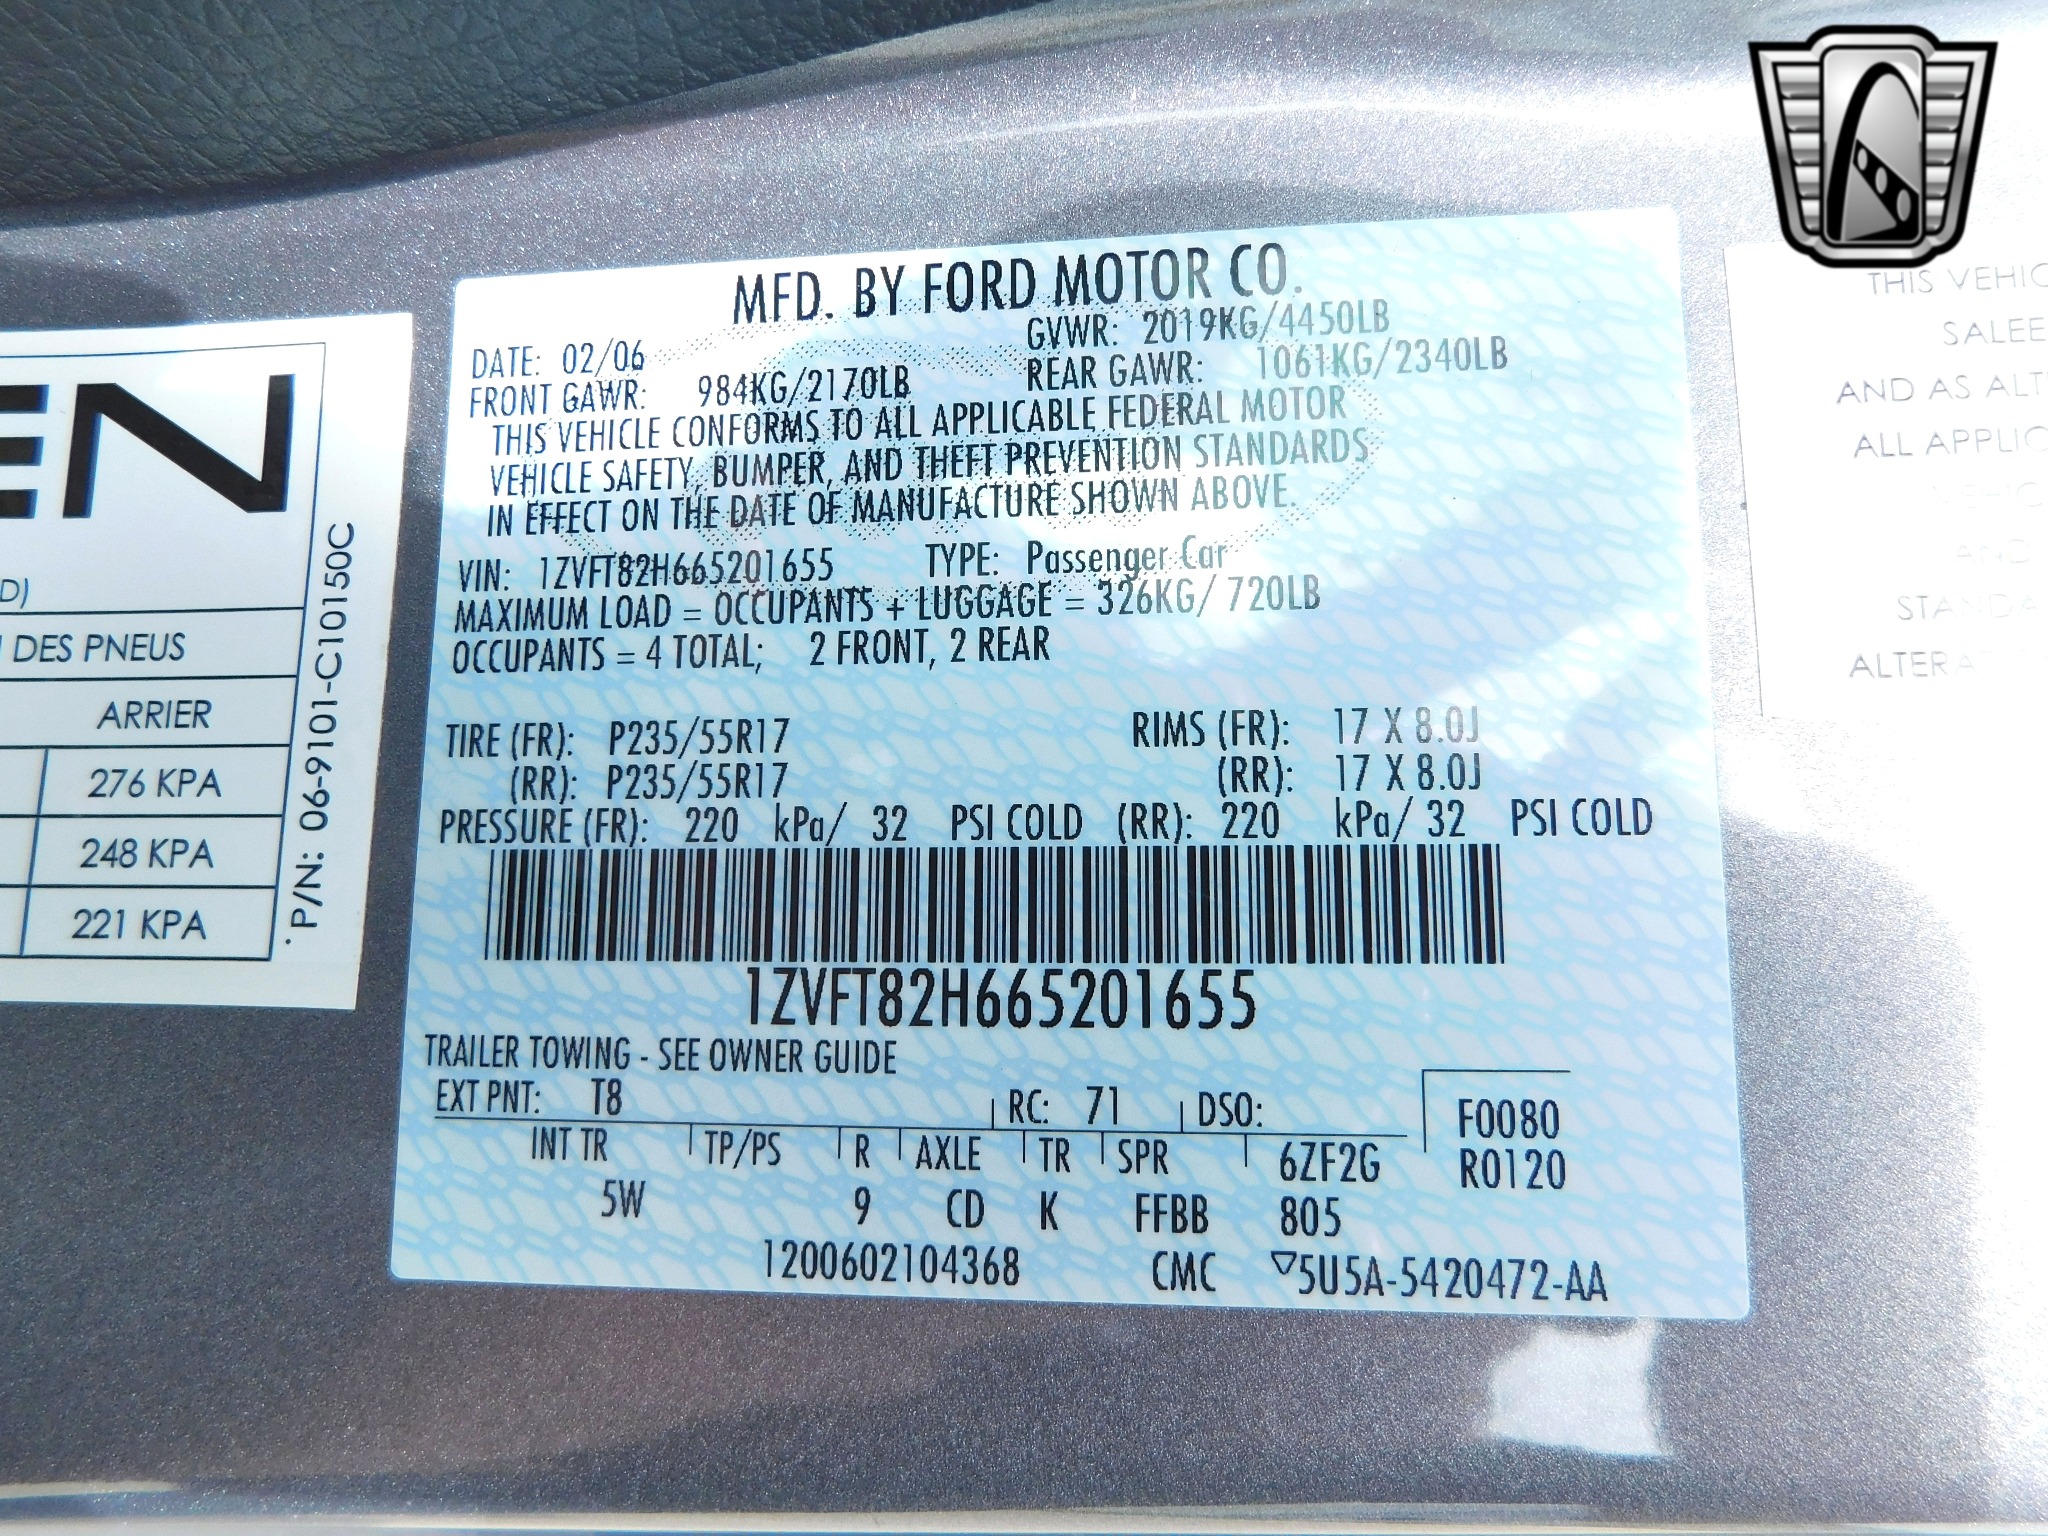 EN
D)
N DES PNEUS
ARRIER
276 KPA
248 KPA
221 KPA
P/N: 06-9101-C10150C
MFD. BY FORD MOTOR CO.
DATE: 02/06 GVWR: 2019KG/4450LB
FRONT GAWR: 984KG/2170LB REAR GAWR: 1061KG/2340LB
THIS VEHICLE CONFORMS TO ALL APPLICABLE FEDERAL MOTOR
VEHICLE SAFETY, BUMPER, AND THEFT PREVENTION STANDARDS
IN EFFECT ON THE DATE OF MANUFACTURE SHOWN ABOVE.
VIN: 1ZVFT82H665201655 TYPE: Passenger Car
MAXIMUM LOAD = OCCUPANTS + LUGGAGE = 326KG/ 720LB
OCCUPANTS = 4 TOTAL; 2 FRONT, 2 REAR
TIRE (FR): P235/55R17 RIMS (FR): 17 X 8.0J
(RR): P235/55R17 (RR): 17 X 8.0J
PRESSURE (FR): 220 kPa/ 32 PSI COLD (RR): 220 kPa/ 32 PSI COLD
1ZVFT82H665201655
TRAILER TOWING - SEE OWNER GUIDE
EXT PNT: T8 RC: 71 DSO: F0080
INT TR TP/PS R AXLE TR SPR 6ZF2G R0120
5W 9 CD K FFBB 805
1200602104368 CMC ▽5U5A-5420472-AA
THIS VEHIC
SALEE
AND AS ALT
ALL APPLIC
VEHIC
AND
STANDA
ALTERA